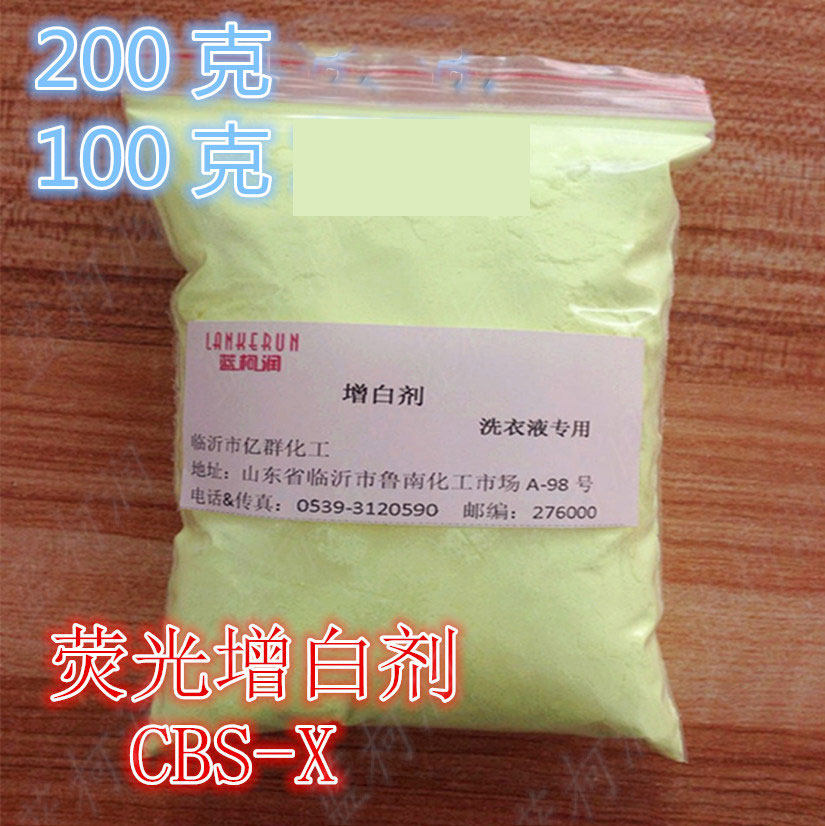 200 克
100 克
LANKERUN
蓝柯润
增白剂
洗衣液专用
临沂市亿群化工
地址：山东省临沂市鲁南化工市场 A-98 号
电话&传真：0539-3120590 邮编：276000
荧光增白剂
CBS-X